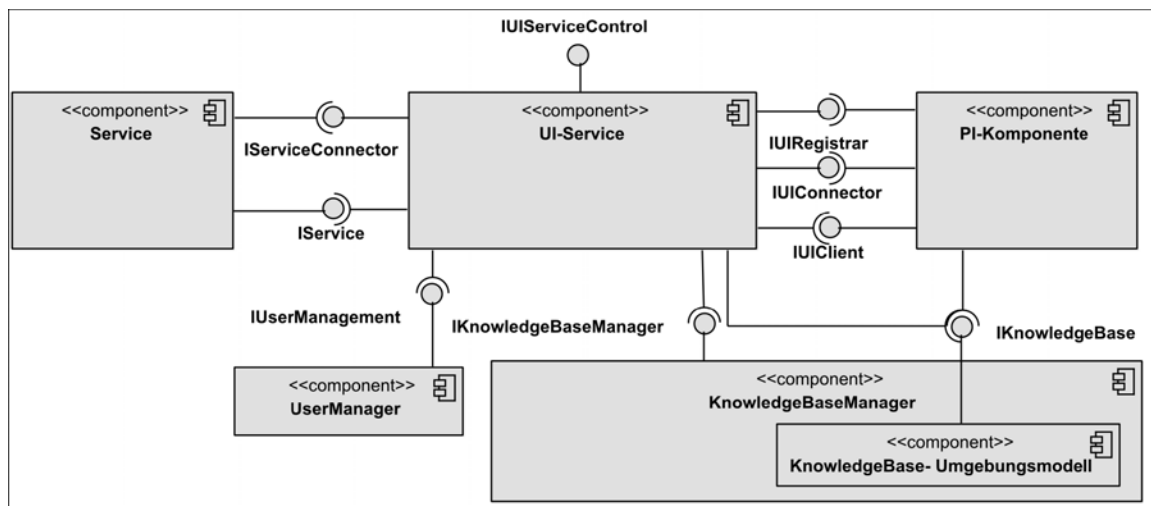 IUIServiceControl
<<component>>
Service
<<component>>
UI-Service
<<component>>
PI-Komponente
IServiceConnector
IUIRegistrar
IUIConnector
IService
IUIClient
IUserManagement
IKnowledgeBaseManager
IKnowledgeBase
<<component>>
UserManager
<<component>>
KnowledgeBaseManager
<<component>>
KnowledgeBase- Umgebungsmodell